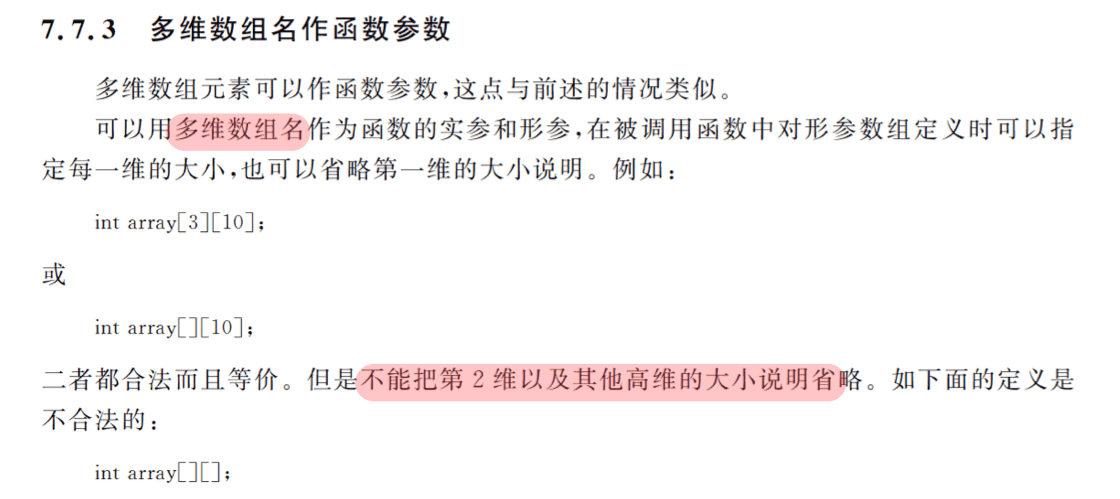 7.7.3 多维数组名作函数参数
多维数组元素可以作函数参数,这点与前述的情况类似。
可以用多维数组名作为函数的实参和形参,在被调用函数中对形参数组定义时可以指
定每一维的大小,也可以省略第一维的大小说明。例如:
int array[3][10];
或
int array[][10];
二者都合法而且等价。但是不能把第 2 维以及其他高维的大小说明省略。如下面的定义是
不合法的:
int array[][];